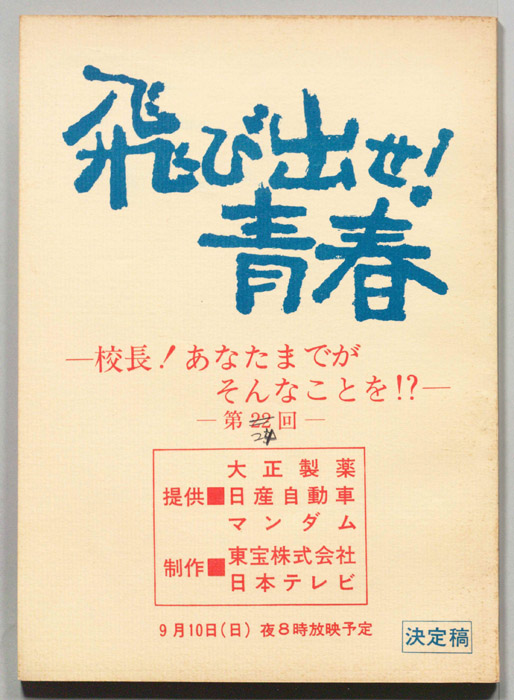 飛び出せ!
青春
―校長!あなたまでが
そんなことを!?―
―第22回―
24
提供■大正製薬
日産自動車
マンダム
制作■東宝株式会社
日本テレビ
9月10日(日) 夜8時放映予定
決定稿